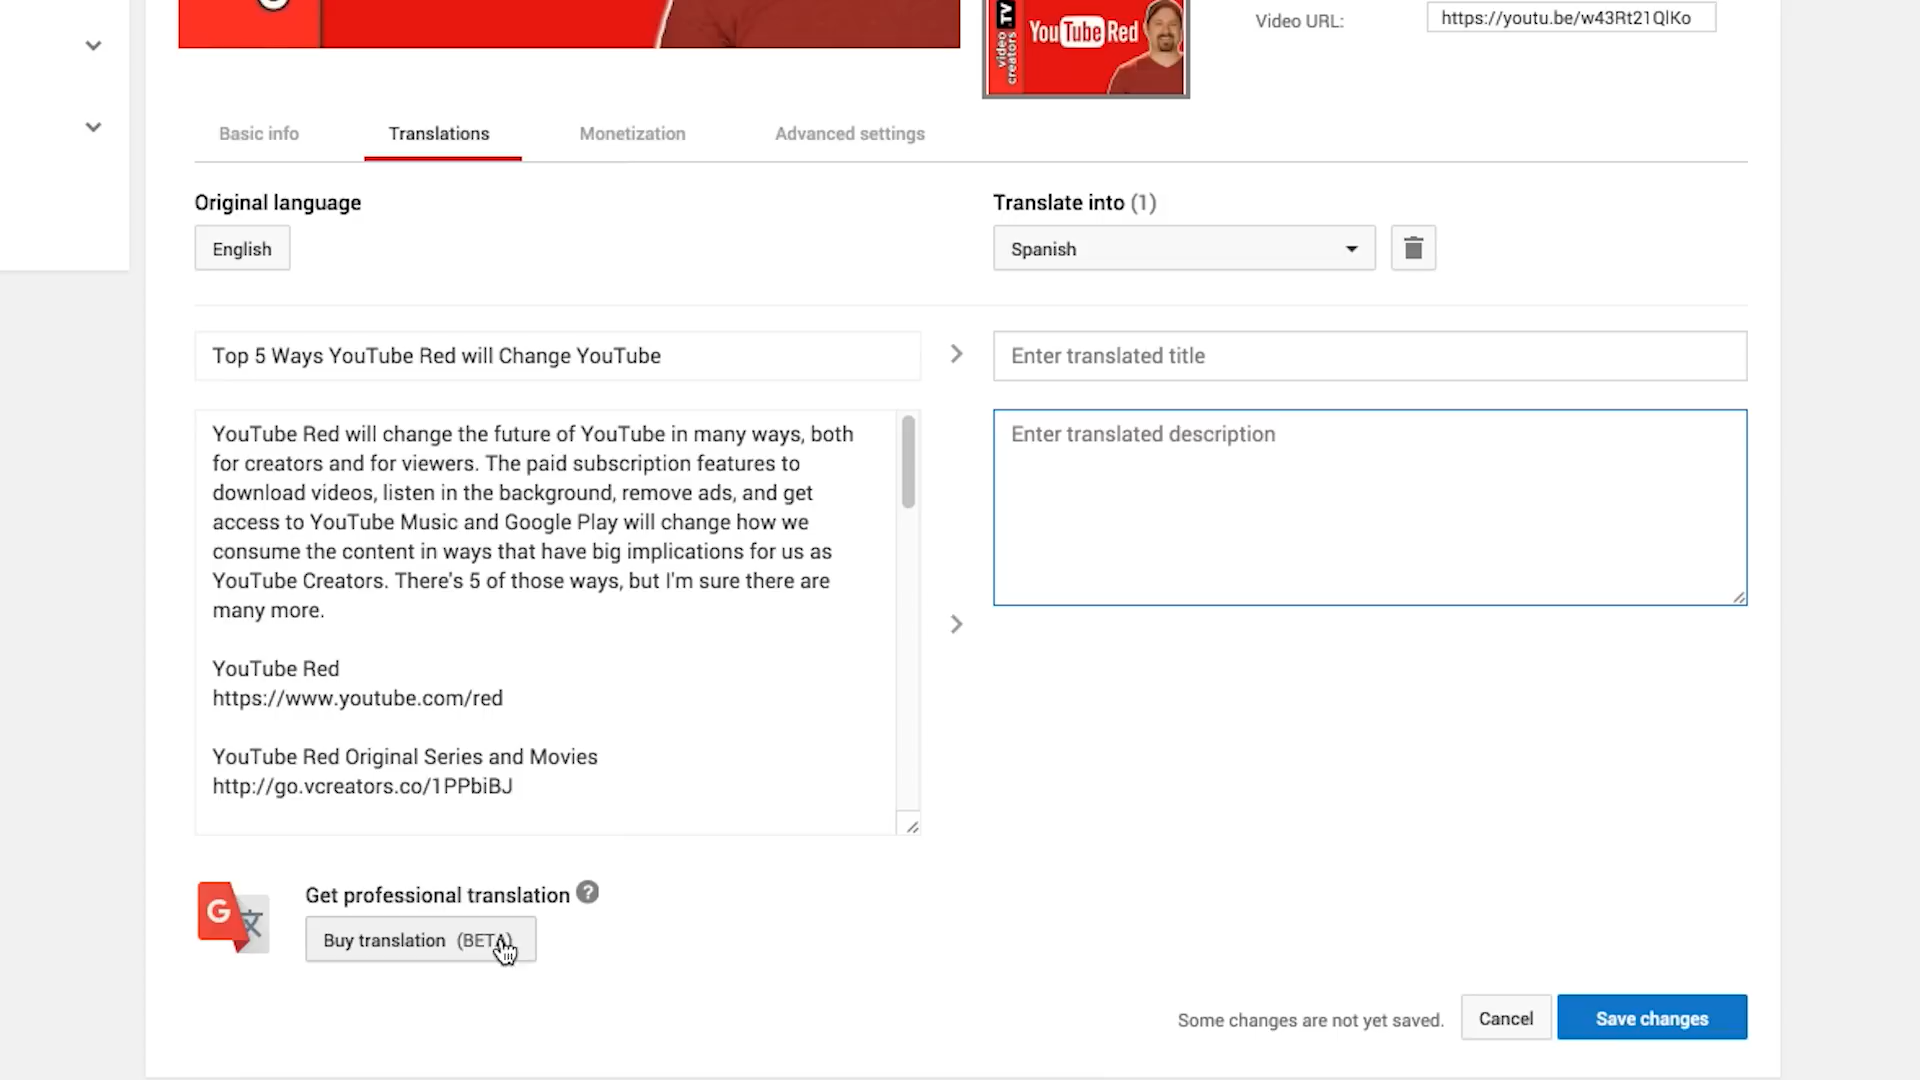 TV
video
creators
YouTube Red
Video URL:
https://youtu.be/w43Rt21QlKo
Basic info
Translations
Monetization
Advanced settings
Original language
Translate into (1)
English
Spanish
Top 5 Ways YouTube Red will Change YouTube
Enter translated title
YouTube Red will change the future of YouTube in many ways, both
for creators and for viewers. The paid subscription features to
download videos, listen in the background, remove ads, and get
access to YouTube Music and Google Play will change how we
consume the content in ways that have big implications for us as
YouTube Creators. There's 5 of those ways, but I'm sure there are
many more.
YouTube Red
https://www.youtube.com/red
YouTube Red Original Series and Movies
http://go.vcreators.co/1PPbiBJ
Enter translated description
G
文
Get professional translation ?
Buy translation (BETA)
Some changes are not yet saved.
Cancel
Save changes